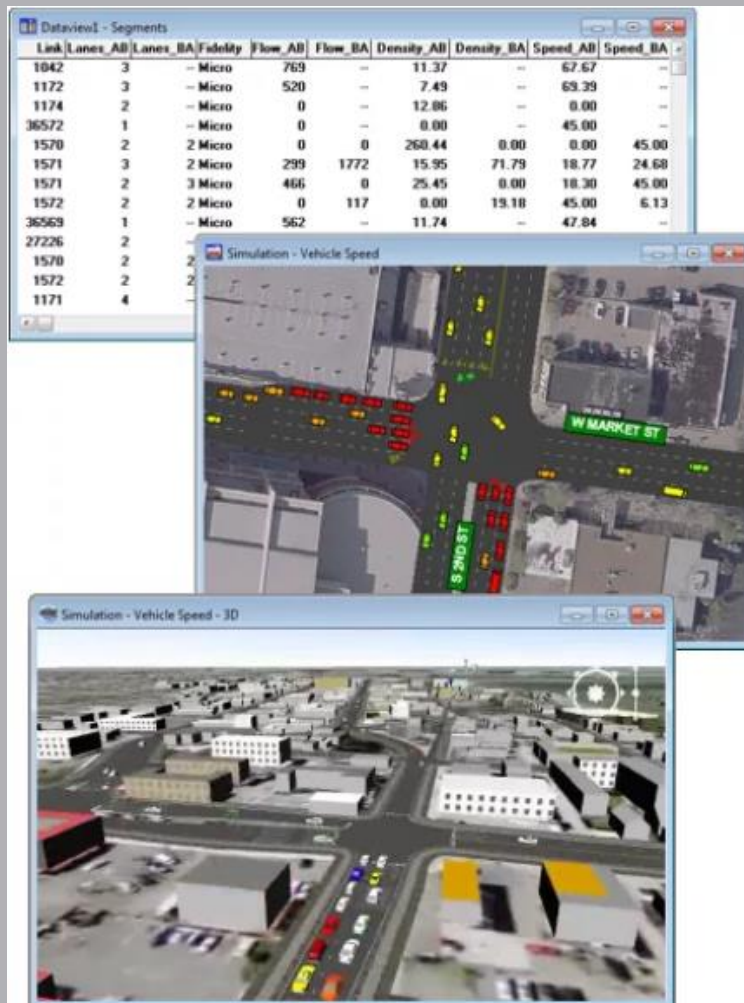 Dataview1 - Segments
Link Lanes_AB Lanes_BA Fidelity Flow_AB Flow_BA Density_AB Density_BA Speed_AB Speed_BA
1042 3 -- Micro 769 -- 11.37 -- 67.67 --
1172 3 -- Micro 520 -- 7.49 -- 69.39 --
1174 2 -- Micro 0 -- 12.06 -- 0.00 --
36572 1 -- Micro 0 -- 0.00 -- 45.00 --
1570 2 2 Micro 0 0 260.44 0.00 0.00 45.00
1571 3 2 Micro 299 1772 15.95 71.79 18.77 24.68
1571 2 3 Micro 466 0 25.45 0.00 18.30 45.00
1572 2 2 Micro 0 117 0.00 19.18 45.00 6.13
36569 1 -- Micro 562 -- 11.74 -- 47.84 --
27226 2 --
1570 2 2
1572 2 2
1171 4 --
Simulation - Vehicle Speed
W MARKET ST
S 2ND ST
Simulation - Vehicle Speed - 3D